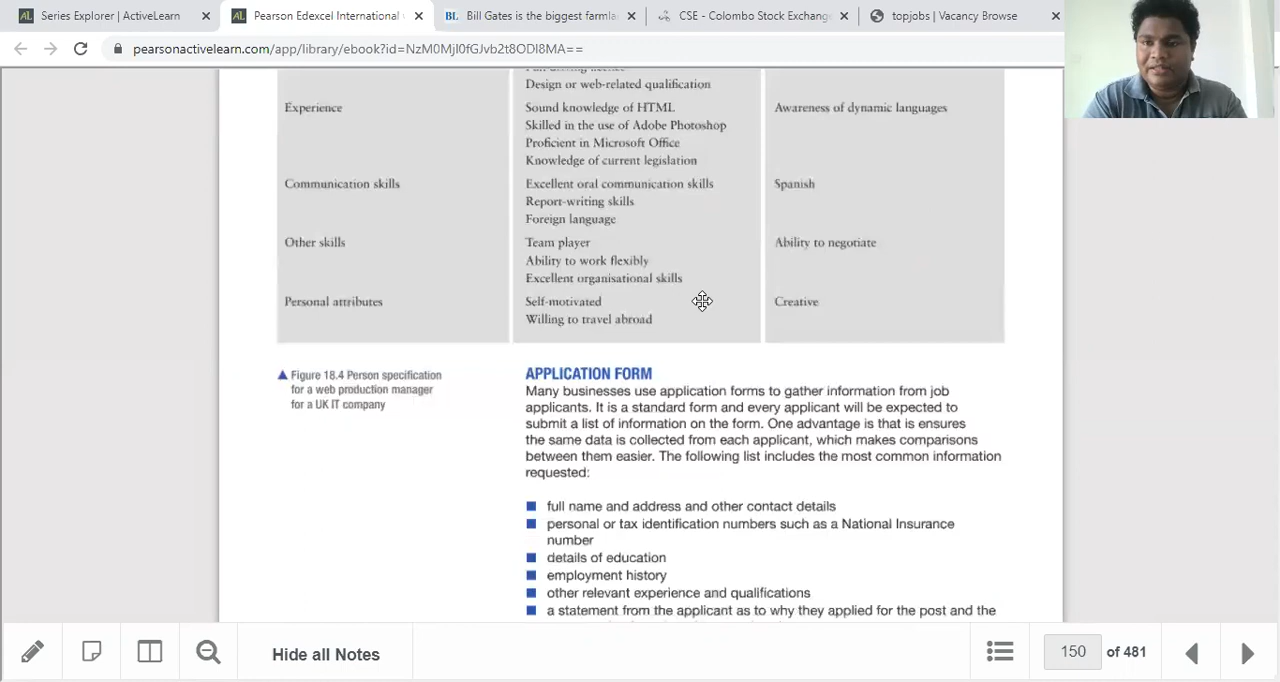 Series Explorer | ActiveLearn
Pearson Edexcel International
BL Bill Gates is the biggest farmla
CSE - Colombo Stock Exchang
topjobs | Vacancy Browse
pearsonactivelearn.com/app/library/ebook?id=NzM0MjI0fGJvb2t8ODI8MA==
Design or web-related qualification
Experience
Sound knowledge of HTML
Awareness of dynamic languages
Skilled in the use of Adobe Photoshop
Proficient in Microsoft Office
Knowledge of current legislation
Communication skills
Excellent oral communication skills
Spanish
Report-writing skills
Foreign language
Other skills
Team player
Ability to negotiate
Ability to work flexibly
Excellent organisational skills
Personal attributes
Self-motivated
Creative
Willing to travel abroad
Figure 18.4 Person specification
for a web production manager
for a UK IT company
APPLICATION FORM
Many businesses use application forms to gather information from job
applicants. It is a standard form and every applicant will be expected to
submit a list of information on the form. One advantage is that is ensures
the same data is collected from each applicant, which makes comparisons
between them easier. The following list includes the most common information
requested:
full name and address and other contact details
personal or tax identification numbers such as a National Insurance
number
details of education
employment history
other relevant experience and qualifications
a statement from the applicant as to why they applied for the post and the
Hide all Notes
150 of 481